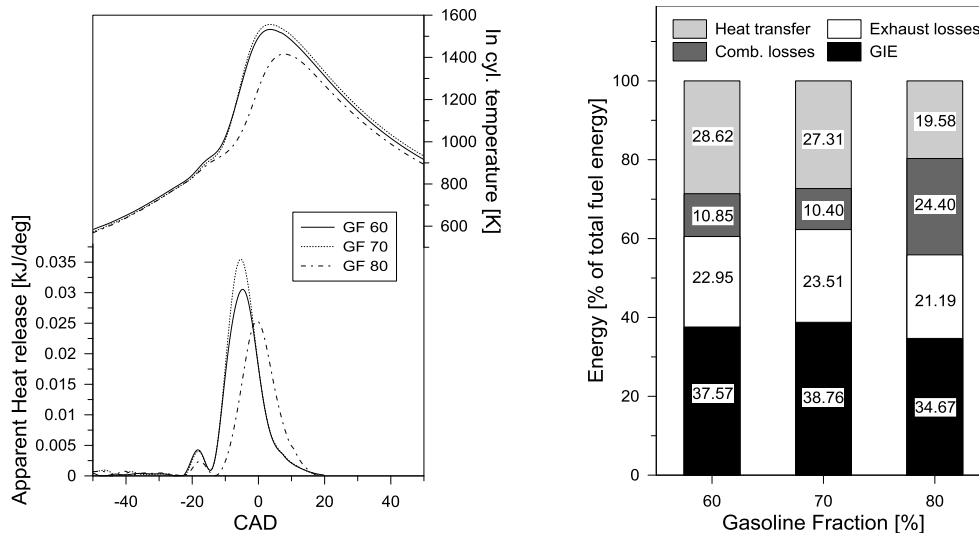 1600
1400
1200
1000
800
600
In cyl. temperature [K]
GF 60
GF 70
GF 80
0.035
0.03
0.025
0.02
0.015
0.01
0.005
0
Apparent Heat release [kJ/deg]
-40 -20 0 20 40
CAD
Heat transfer Exhaust losses
Comb. losses GIE
100
80
60
40
20
0
Energy [% of total fuel energy]
28.62 27.31 19.58
10.85 10.40 24.40
22.95 23.51 21.19
37.57 38.76 34.67
60 70 80
Gasoline Fraction [%]